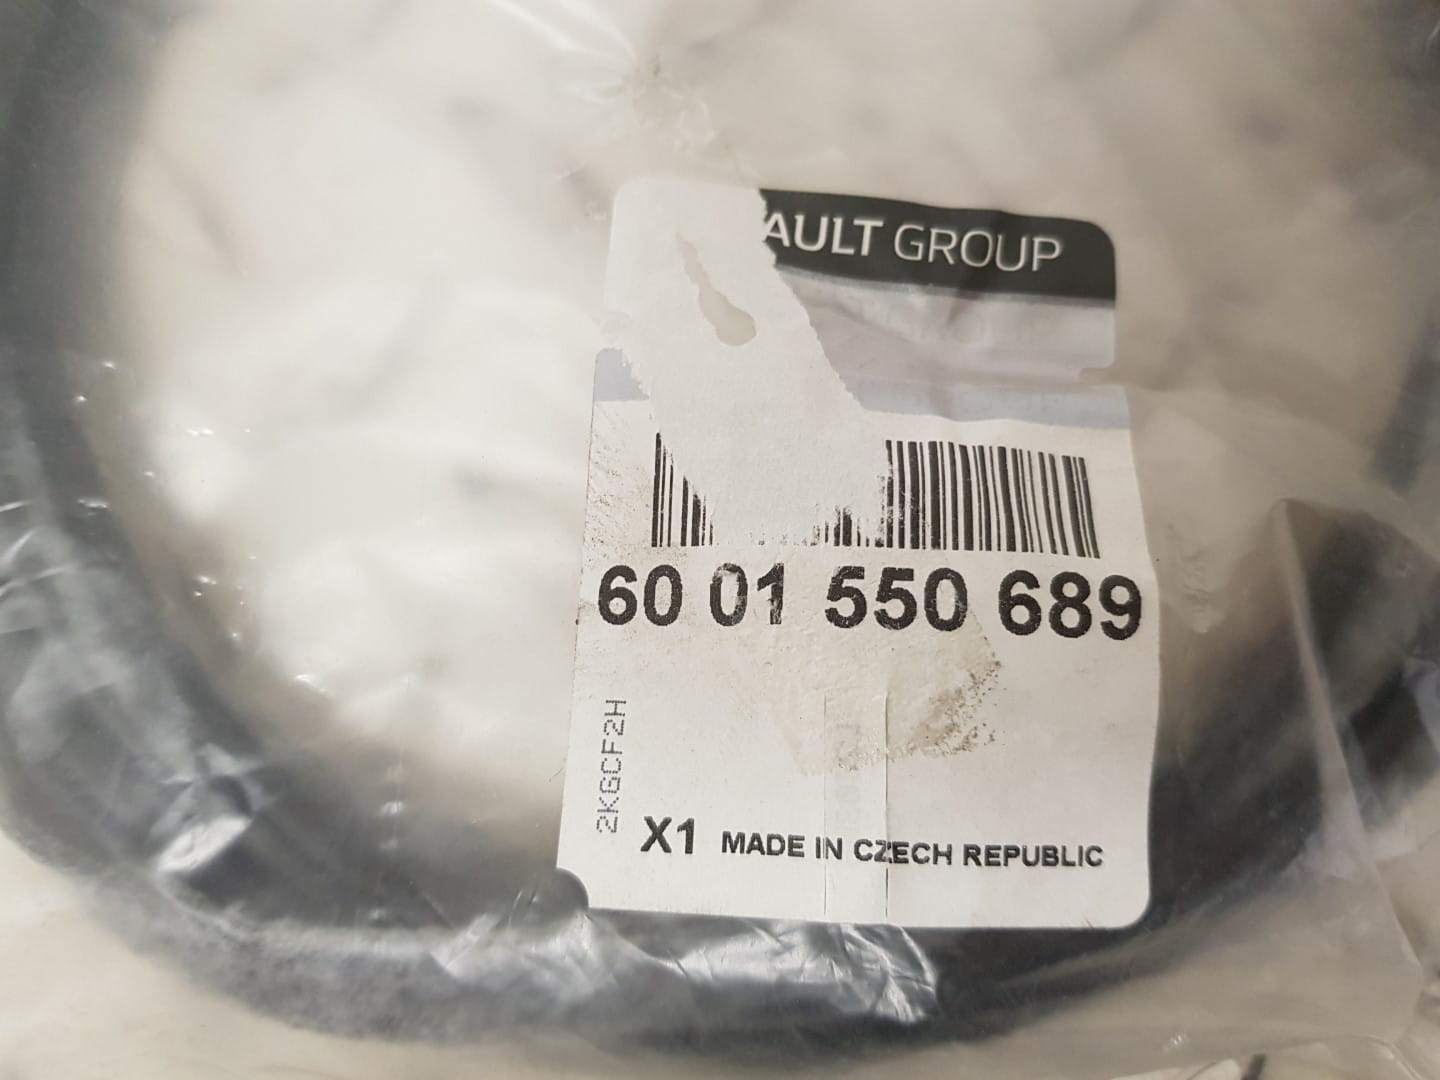 AULT GROUP
60 01 550 689
2KGCF2H
X1 MADE IN CZECH REPUBLIC